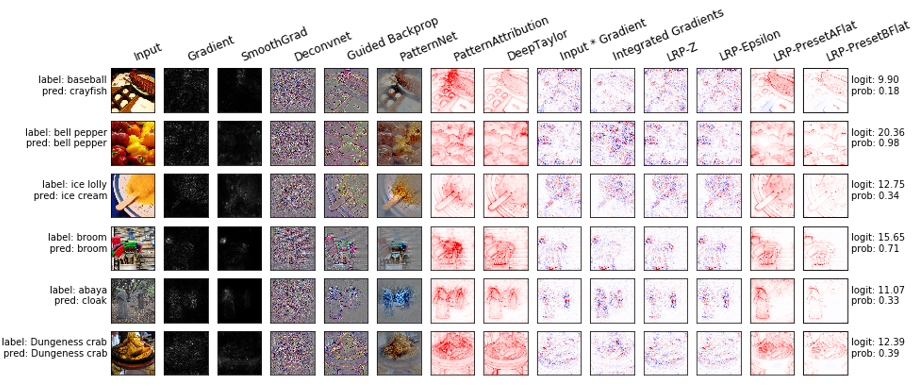 Input
Gradient
SmoothGrad
Deconvnet
Guided Backprop
PatternNet
PatternAttribution
DeepTaylor
Input * Gradient
Integrated Gradients
LRP-Z
LRP-Epsilon
LRP-PresetAFlat
LRP-PresetBFlat
label: baseball
pred: crayfish
logit: 9.90
prob: 0.18
label: bell pepper
pred: bell pepper
logit: 20.36
prob: 0.98
label: ice lolly
pred: ice cream
logit: 12.75
prob: 0.34
label: broom
pred: broom
logit: 15.65
prob: 0.71
label: abaya
pred: cloak
logit: 11.07
prob: 0.33
label: Dungeness crab
pred: Dungeness crab
logit: 12.39
prob: 0.39